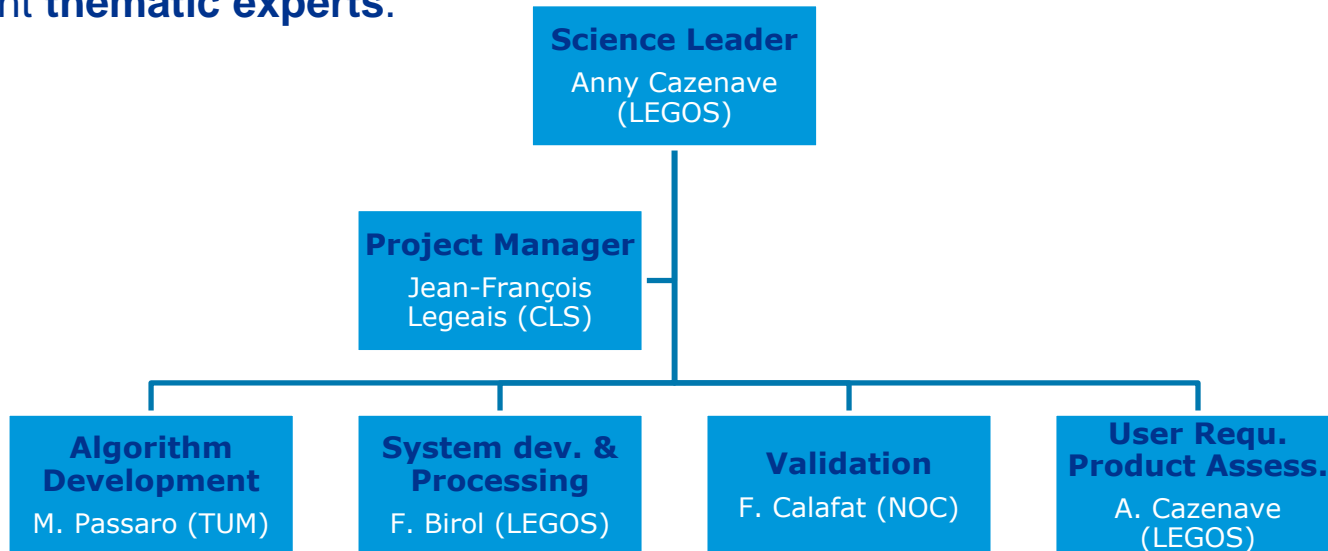 nt thematic experts.
Science Leader
Anny Cazenave
(LEGOS)
Project Manager
Jean-François
Legeais (CLS)
Algorithm
Development
M. Passaro (TUM)
System dev. &
Processing
F. Birol (LEGOS)
Validation
F. Calafat (NOC)
User Requ.
Product Assess.
A. Cazenave
(LEGOS)